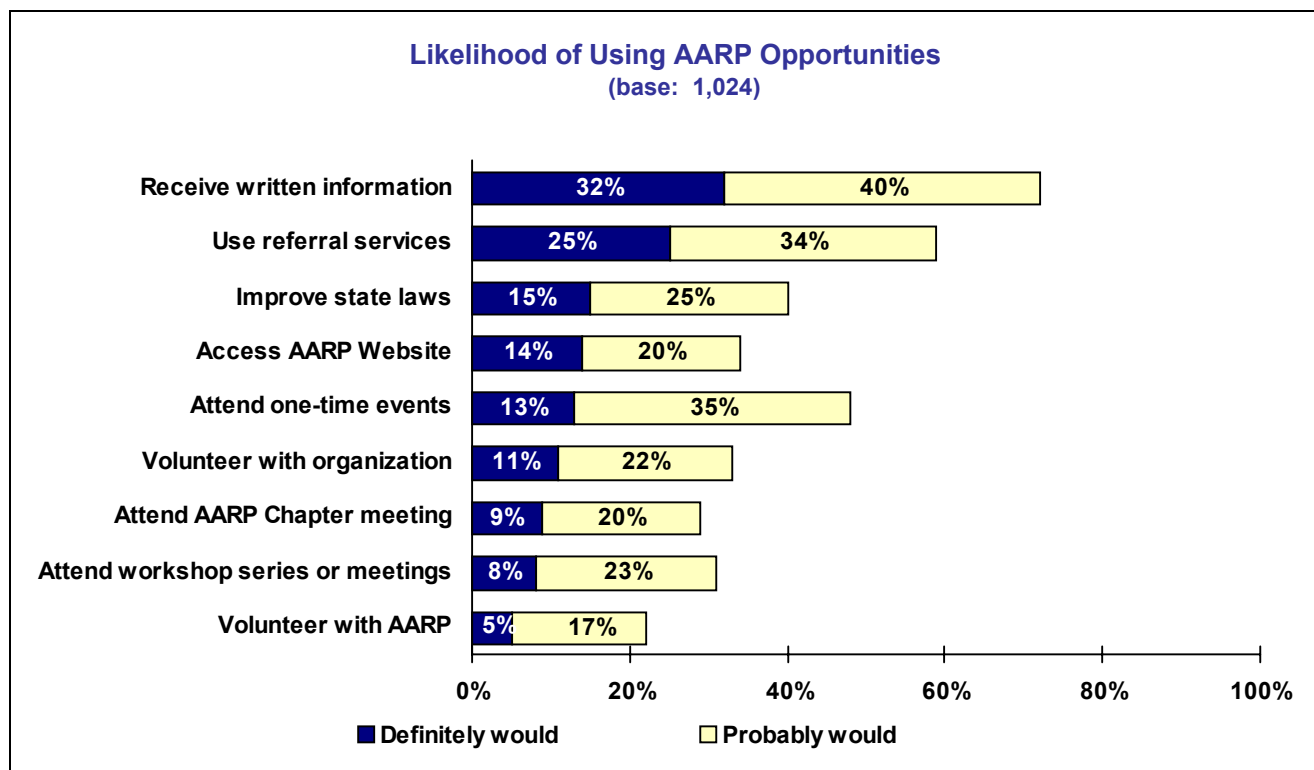 Likelihood of Using AARP Opportunities
(base: 1,024)
Receive written information 32% 40%
Use referral services 25% 34%
Improve state laws 15% 25%
Access AARP Website 14% 20%
Attend one-time events 13% 35%
Volunteer with organization 11% 22%
Attend AARP Chapter meeting 9% 20%
Attend workshop series or meetings 8% 23%
Volunteer with AARP 5% 17%
0% 20% 40% 60% 80% 100%
Definitely would Probably would